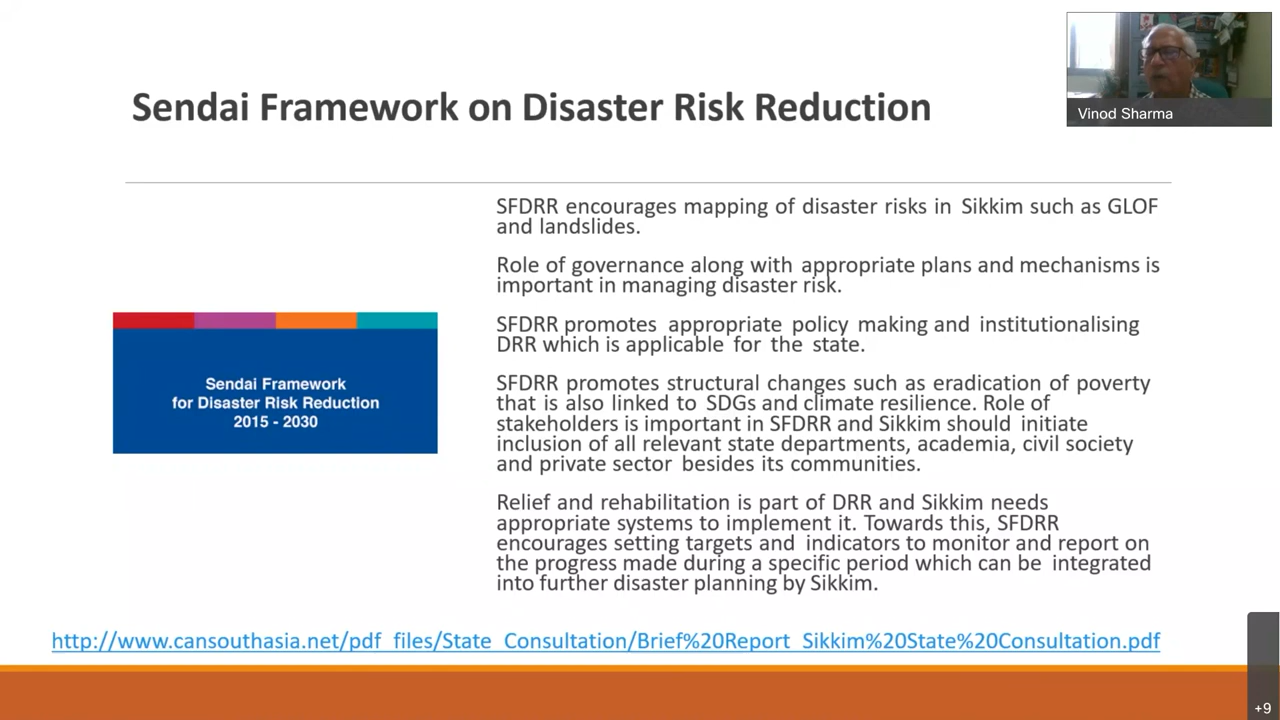 Sendai Framework on Disaster Risk Reduction
Vinod Sharma
SFDRR encourages mapping of disaster risks in Sikkim such as GLOF
and landslides.
Role of governance along with appropriate plans and mechanisms is
important in managing disaster risk.
SFDRR promotes appropriate policy making and institutionalising
DRR which is applicable for the state.
SFDRR promotes structural changes such as eradication of poverty
that is also linked to SDGs and climate resilience. Role of
stakeholders is important in SFDRR and Sikkim should initiate
inclusion of all relevant state departments, academia, civil society
and private sector besides its communities.
Relief and rehabilitation is part of DRR and Sikkim needs
appropriate systems to implement it. Towards this, SFDRR
encourages setting targets and indicators to monitor and report on
the progress made during a specific period which can be integrated
into further disaster planning by Sikkim.
Sendai Framework
for Disaster Risk Reduction
2015 - 2030
http://www.cansouthasia.net/pdf_files/State_Consultation/Brief%20Report_Sikkim%20State%20Consultation.pdf
+9